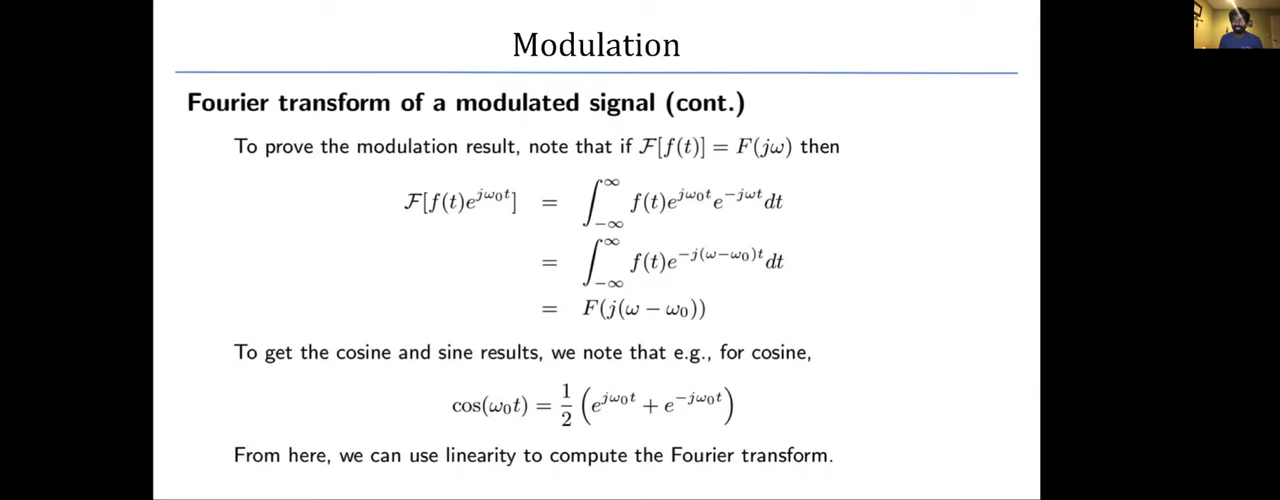 Modulation
Fourier transform of a modulated signal (cont.)
To prove the modulation result, note that if ℱ[f(t)] = F(jω) then
ℱ[f(t)e^{jω₀t}] = ∫_{−∞}^{∞} f(t)e^{jω₀t}e^{−jωt}dt
= ∫_{−∞}^{∞} f(t)e^{−j(ω−ω₀)t}dt
= F(j(ω − ω₀))
To get the cosine and sine results, we note that e.g., for cosine,
cos(ω₀t) = 1/2 (e^{jω₀t} + e^{−jω₀t})
From here, we can use linearity to compute the Fourier transform.